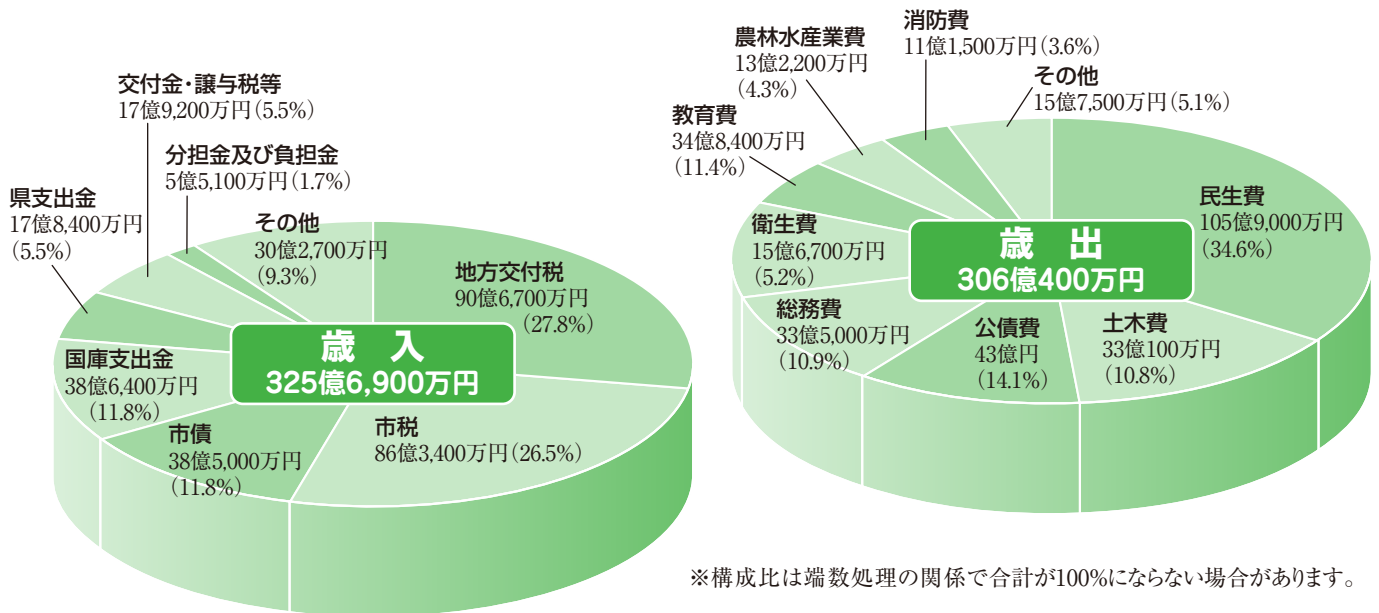 交付金・譲与税等
17億9,200万円（5.5%）
分担金及び負担金
5億5,100万円（1.7%）
県支出金
17億8,400万円
（5.5%）
その他
30億2,700万円
（9.3%）
地方交付税
90億6,700万円
（27.8%）
歳　入
325億6,900万円
国庫支出金
38億6,400万円
（11.8%）
市債
38億5,000万円
（11.8%）
市税
86億3,400万円（26.5%）
消防費
11億1,500万円（3.6%）
農林水産業費
13億2,200万円
（4.3%）
その他
15億7,500万円（5.1%）
教育費
34億8,400万円
（11.4%）
民生費
105億9,000万円
（34.6%）
衛生費
15億6,700万円
（5.2%）
歳　出
306億400万円
総務費
33億5,000万円
（10.9%）
公債費
43億円
（14.1%）
土木費
33億100万円
（10.8%）
※構成比は端数処理の関係で合計が100%にならない場合があります。